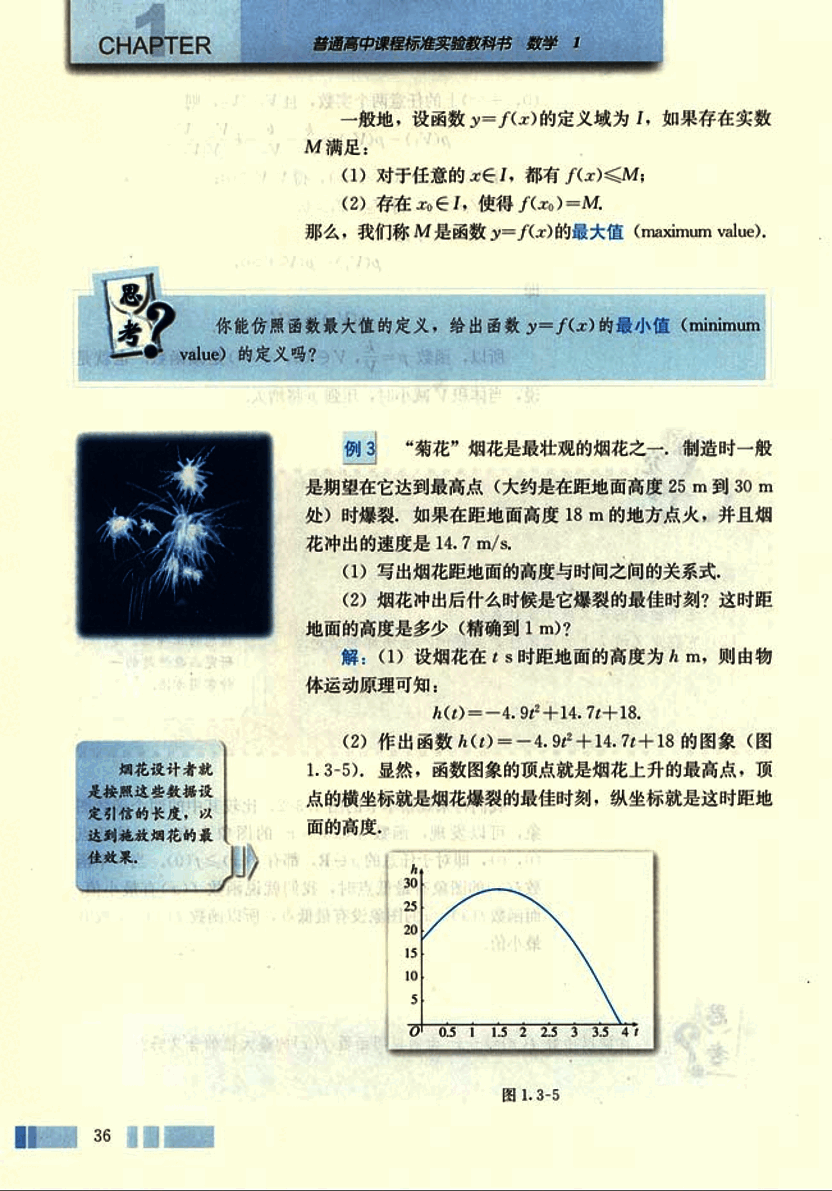 1
CHAPTER
普通高中课程标准实验教科书 数学 1
一般地，设函数 y=f(x)的定义域为 I，如果存在实数
M 满足：
（1）对于任意的 x∈I，都有 f(x)≤M；
（2）存在 x₀∈I，使得 f(x₀)=M.
那么，我们称 M 是函数 y=f(x)的最大值（maximum value）.
思考?
你能仿照函数最大值的定义，给出函数 y=f(x)的最小值（minimum
value）的定义吗？
例 3 “菊花”烟花是最壮观的烟花之一. 制造时一般
是期望在它达到最高点（大约是在距地面高度 25 m 到 30 m
处）时爆裂. 如果在距地面高度 18 m 的地方点火，并且烟
花冲出的速度是 14.7 m/s.
（1）写出烟花距地面的高度与时间之间的关系式.
（2）烟花冲出后什么时候是它爆裂的最佳时刻？这时距
地面的高度是多少（精确到 1 m）？
解：（1）设烟花在 t s 时距地面的高度为 h m，则由物
体运动原理可知：
h(t)=－4.9t²＋14.7t＋18.
（2）作出函数 h(t)=－4.9t²＋14.7t＋18 的图象（图
1.3-5）. 显然，函数图象的顶点就是烟花上升的最高点，顶
点的横坐标就是烟花爆裂的最佳时刻，纵坐标就是这时距地
面的高度.
烟花设计者就
是按照这些数据设
定引信的长度，以
达到施放烟花的最
佳效果.
h
30
25
20
15
10
5
O 0.5 1 1.5 2 2.5 3 3.5 4 t
图 1.3-5
36